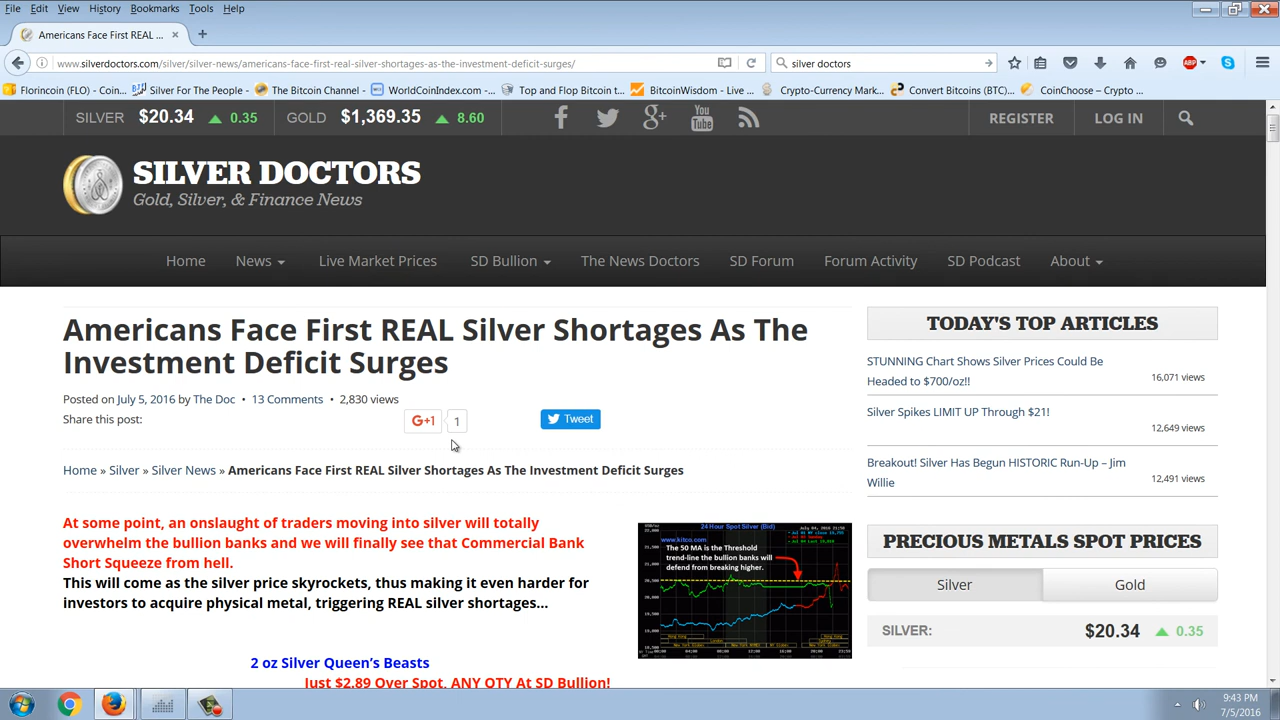 File Edit View History Bookmarks Tools Help
Americans Face First REAL ...
www.silverdoctors.com/silver/silver-news/americans-face-first-real-silver-shortages-as-the-investment-deficit-surges/
silver doctors
ABP
Florincoin (FLO) - Coin... Silver For The People - ... The Bitcoin Channel - ... WorldCoinIndex.com -... Top and Flop Bitcoin t... BitcoinWisdom - Live ... Crypto-Currency Mark... Convert Bitcoins (BTC)... CoinChoose – Crypto ...
SILVER $20.34 0.35 GOLD $1,369.35 8.60
You Tube
REGISTER LOG IN
SILVER DOCTORS
Gold, Silver, & Finance News
Home News Live Market Prices SD Bullion The News Doctors SD Forum Forum Activity SD Podcast About
Americans Face First REAL Silver Shortages As The
Investment Deficit Surges
Posted on July 5, 2016 by The Doc • 13 Comments • 2,830 views
Share this post:
G+1 1
Tweet
Home » Silver » Silver News » Americans Face First REAL Silver Shortages As The Investment Deficit Surges
At some point, an onslaught of traders moving into silver will totally
the bullion banks and we will finally see that Commercial Bank
Squeeze from hell.
This will come as the silver price skyrockets, thus making it even harder for
investors to acquire physical metal, triggering REAL silver shortages...
2 oz Silver Queen's Beasts
Just $2.89 Over Spot, ANY QTY At SD Bullion!
24 Hour Spot Silver (Bid)
July 04, 2016
www.kitco.com
The 50 MA is the Threshold
trend-line the bullion banks will
defend from breaking higher.
TODAY'S TOP ARTICLES
STUNNING Chart Shows Silver Prices Could Be
Headed to $700/oz!!
16,071 views
Silver Spikes LIMIT UP Through $21!
12,649 views
Breakout! Silver Has Begun HISTORIC Run-Up – Jim
Willie
12,491 views
PRECIOUS METALS SPOT PRICES
Silver Gold
SILVER: 0.35
9:43 PM
7/5/2016